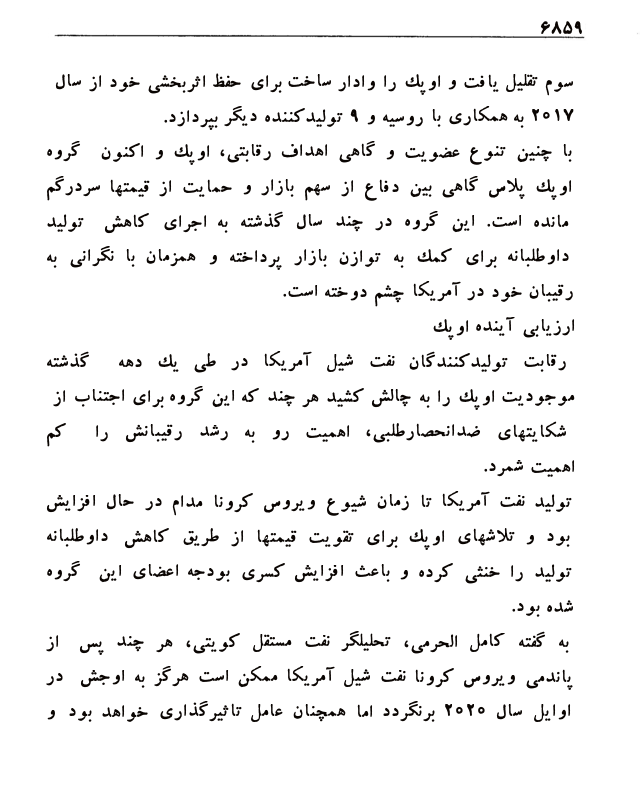 ۶۸۵۹
سوم تقلیل یافت و اوپك را وادار ساخت برای حفظ اثربخشی خود از سال
۲۰۱۷ به همکاری با روسیه و ۹ تولیدکننده دیگر بپردازد.
با چنین تنوع عضویت و گاهی اهداف رقابتی، اوپك و اکنون گروه
اوپك پلاس گاهی بین دفاع از سهم بازار و حمایت از قیمتها سردرگم
مانده است. این گروه در چند سال گذشته به اجرای کاهش تولید
داوطلبانه برای کمك به توازن بازار پرداخته و همزمان با نگرانی به
رقیبان خود در آمریکا چشم دوخته است.
ارزیابی آینده اوپك
رقابت تولیدکنندگان نفت شیل آمریکا در طی یك دهه گذشته
موجودیت اوپك را به چالش کشید هر چند که این گروه برای اجتناب از
شکایتهای ضدانحصارطلبی، اهمیت رو به رشد رقیبانش را کم
اهمیت شمرد.
تولید نفت آمریکا تا زمان شیوع ویروس کرونا مدام در حال افزایش
بود و تلاشهای اوپك برای تقویت قیمتها از طریق کاهش داوطلبانه
تولید را خنثی کرده و باعث افزایش کسری بودجه اعضای این گروه
شده بود.
به گفته کامل الحرمی، تحلیلگر نفت مستقل کویتی، هر چند پس از
پاندمی ویروس کرونا نفت شیل آمریکا ممکن است هرگز به اوجش در
اوایل سال ۲۰۲۰ برنگردد اما همچنان عامل تاثیرگذاری خواهد بود و